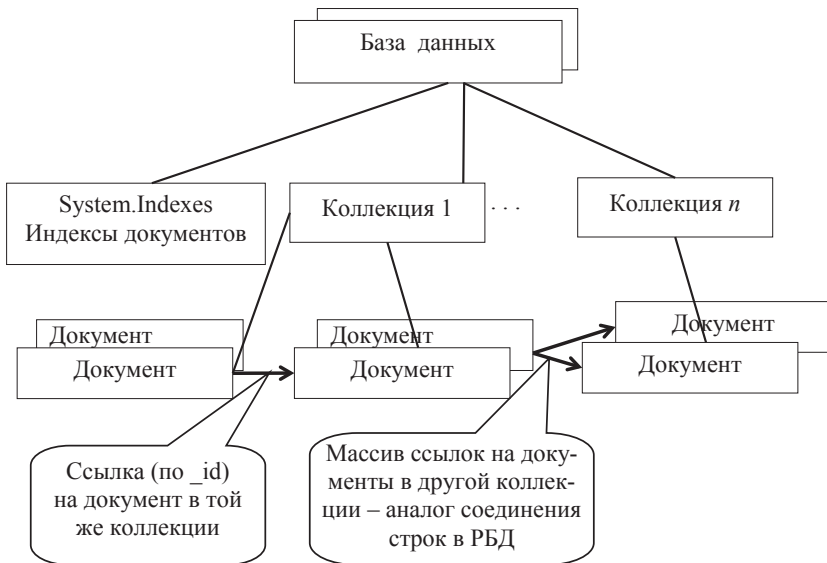 База данных
System.Indexes
Индексы документов
Коллекция 1
. . .
Коллекция n
Документ
Документ
Документ
Документ
Документ
Документ
Ссылка (по _id)
на документ в той
же коллекции
Массив ссылок на доку-
менты в другой коллек-
ции – аналог соединения
строк в РБД